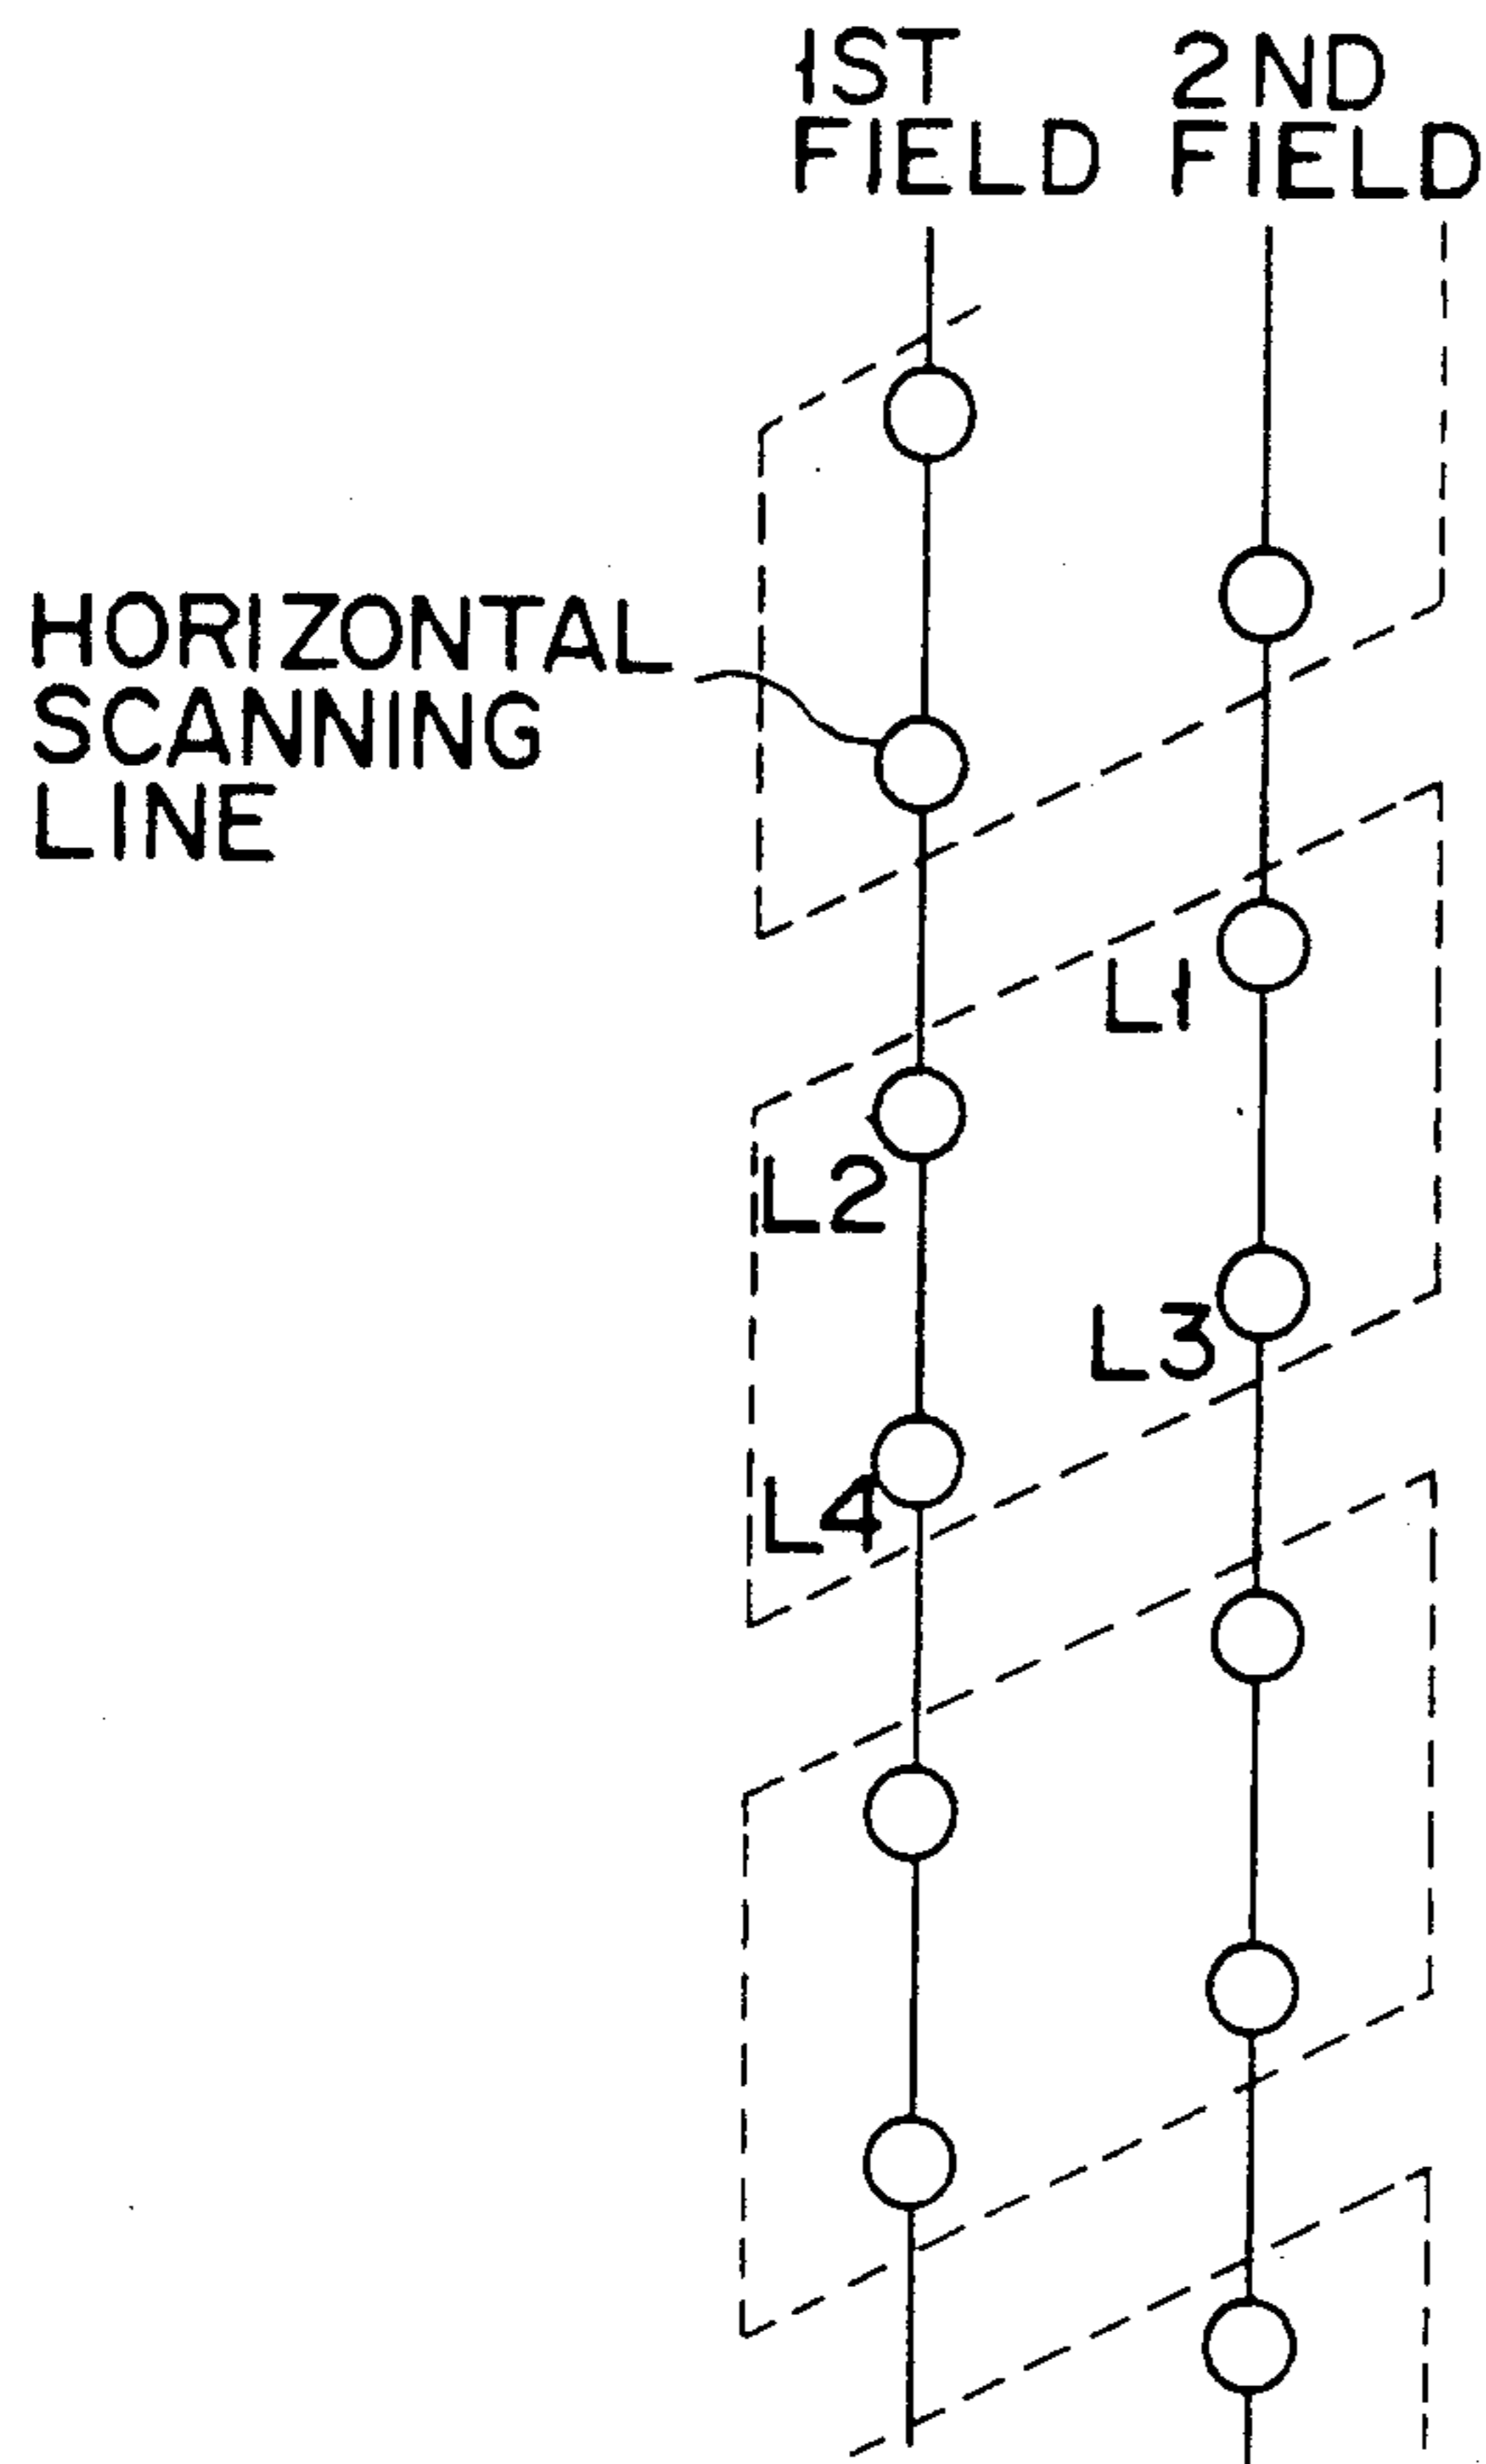 1ST
FIELD
2ND
FIELD
HORIZONTAL
SCANNING
LINE
L1
L2
L3
L4